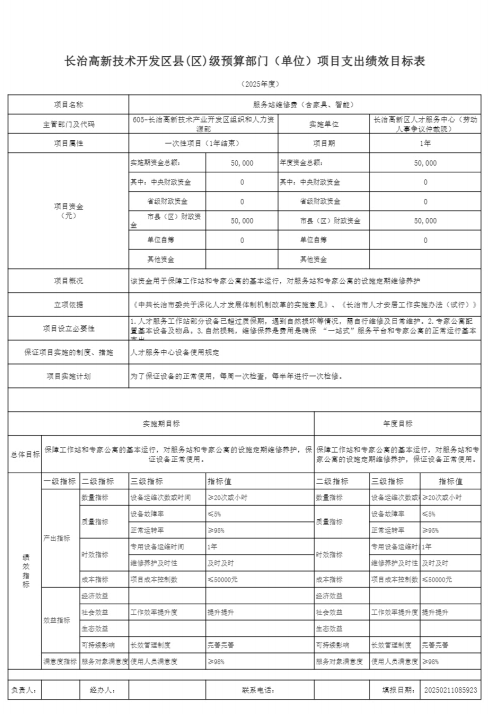 长治高新技术开发区县(区)级预算部门（单位）项目支出绩效目标表
（2025年度）
项目名称 服务站维修费（含家具、智能）
主管部门及代码 605-长治高新技术产业开发区组织和人力资源部 实施单位 长治高新区人才服务中心（劳动人事争议仲裁院）
项目属性 一次性项目（1年结束） 项目期 1年
项目资金（元） 实施期资金总额： 50,000 年度资金总额： 50,000
其中：中央财政资金 0 其中：中央财政资金 0
省级财政资金 0 省级财政资金 0
市县（区）财政资金 50,000 市县（区）财政资金 50,000
单位自筹 0 单位自筹 0
其他资金 其他资金
项目概况 该资金用于保障工作站和专家公寓的基本运行，对服务站和专家公寓的设施定期维修养护
立项依据 《中共长治市委关于深化人才发展体制机制改革的实施意见》、《长治市人才安居工作实施办法（试行）》
项目设立必要性 1.人才服务工作站部分设备已超过质保期，遇到自然损坏等情况，需自行维修及日常维护。2.专家公寓配置基本设备及物品。3.自然损耗。维修保养是费用是确保 “一站式”服务平台和专家公寓的正常运行基本
保证项目实施的制度、措施 人才服务中心设备使用规定
项目实施计划 为了保证设备的正常使用，每周一次检查，每半年进行一次检修。
实施期目标 年度目标
总体目标 保障工作站和专家公寓的基本运行，对服务站和专家公寓的设施定期维修养护，保证设备正常使用。 保障工作站和专家公寓的基本运行，对服务站和专家公寓的设施定期维修养护，保证设备正常使用。
绩效指标 一级指标 二级指标 三级指标 指标值 二级指标 三级指标 指标值
产出指标 数量指标 设备运维次数或时间 ≥20次或小时 数量指标 设备运维次数或 ≥20次或小时
质量指标 设备故障率 ≤5% 质量指标 设备故障率 ≤5%
正常运转率 ≥95% 正常运转率 ≥95%
时效指标 专用设备运维时间 1年 时效指标 专用设备运维时 1年
维修养护及时性 及时及时 维修养护及时性 及时及时
成本指标 项目成本控制数 ≤50000元 成本指标 项目成本控制数 ≤50000元
效益指标 经济效益 经济效益
社会效益 工作效率提升度 提升提升 社会效益 工作效率提升度 提升提升
生态效益 生态效益
可持续影响 长效管理制度 完善完善 可持续影响 长效管理制度 完善完善
满意度指标 服务对象满意度 使用人员满意度 ≥98% 服务对象满意度 使用人员满意度 ≥98%
负责人： 经办人： 联系电话： 填报日期： 20250211085923